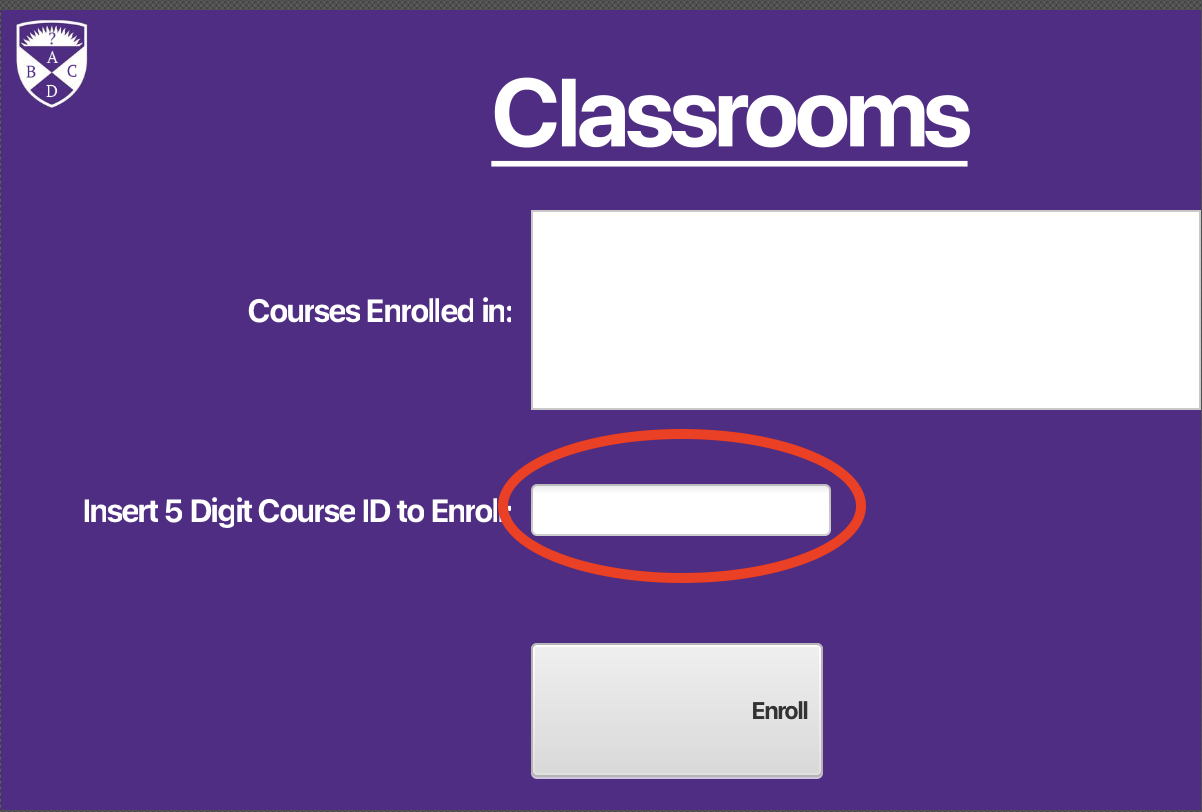 ?
A
B C
D
Classrooms
Courses Enrolled in:
Insert 5 Digit Course ID to Enroll:
Enroll